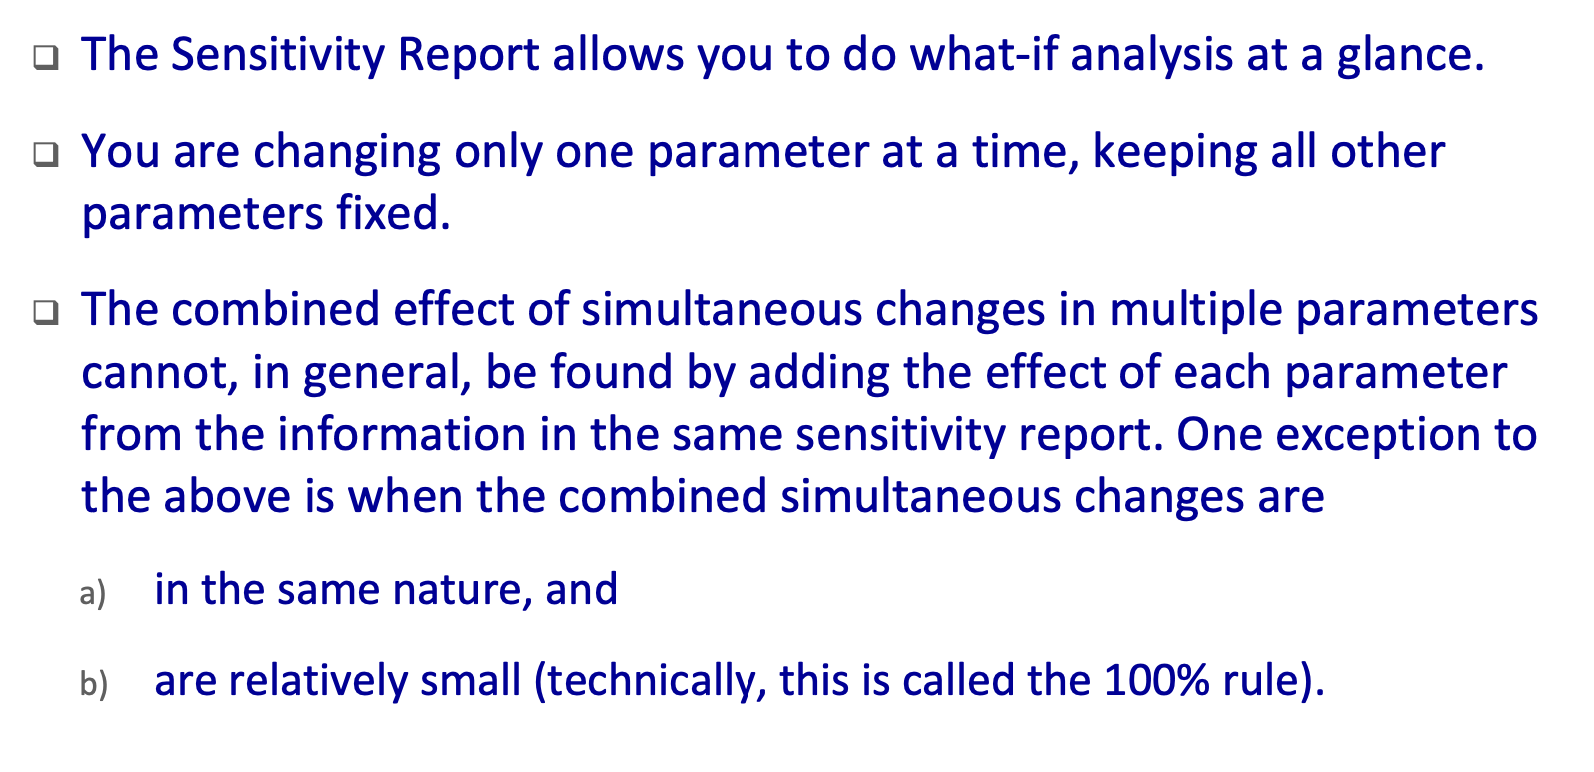 ❑ The Sensitivity Report allows you to do what-if analysis at a glance.
❑ You are changing only one parameter at a time, keeping all other
parameters fixed.
❑ The combined effect of simultaneous changes in multiple parameters
cannot, in general, be found by adding the effect of each parameter
from the information in the same sensitivity report. One exception to
the above is when the combined simultaneous changes are
a) in the same nature, and
b) are relatively small (technically, this is called the 100% rule).